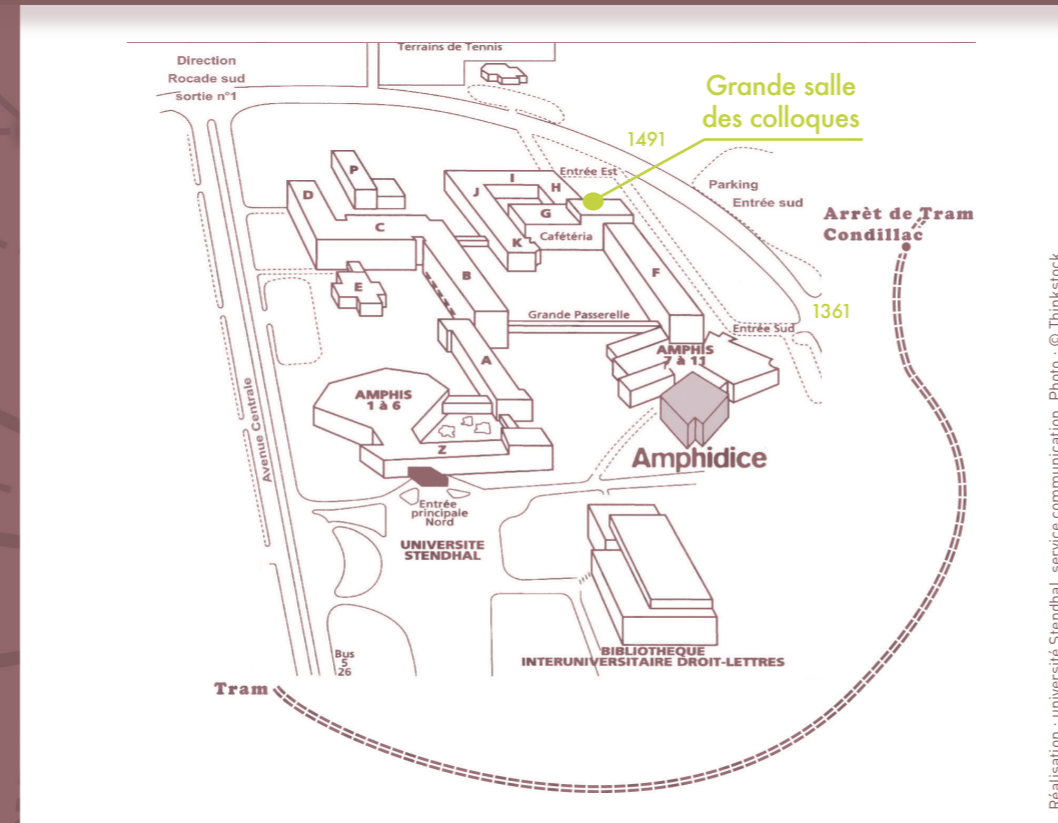 Terrains de Tennis
Direction
Rocade sud
sortie n°1
Grande salle
des colloques
1491
Entrée Est
Parking
Entrée sud
Arrèt de Tram
Condillac
P
D
C
E
B
A
I
J
H
G
K
Cafétéria
F
Grande Passerelle
1361
Entrée Sud
AMPHIS
7 à 11
AMPHIS
1 à 6
Z
Amphidice
Avenue Centrale
Entrée
principale
Nord
UNIVERSITE
STENDHAL
BIBLIOTHEQUE
INTERUNIVERSITAIRE DROIT-LETTRES
Bus
5
26
Tram
Réalisation : université Stendhal, service communication. Photo : © Thinkstock